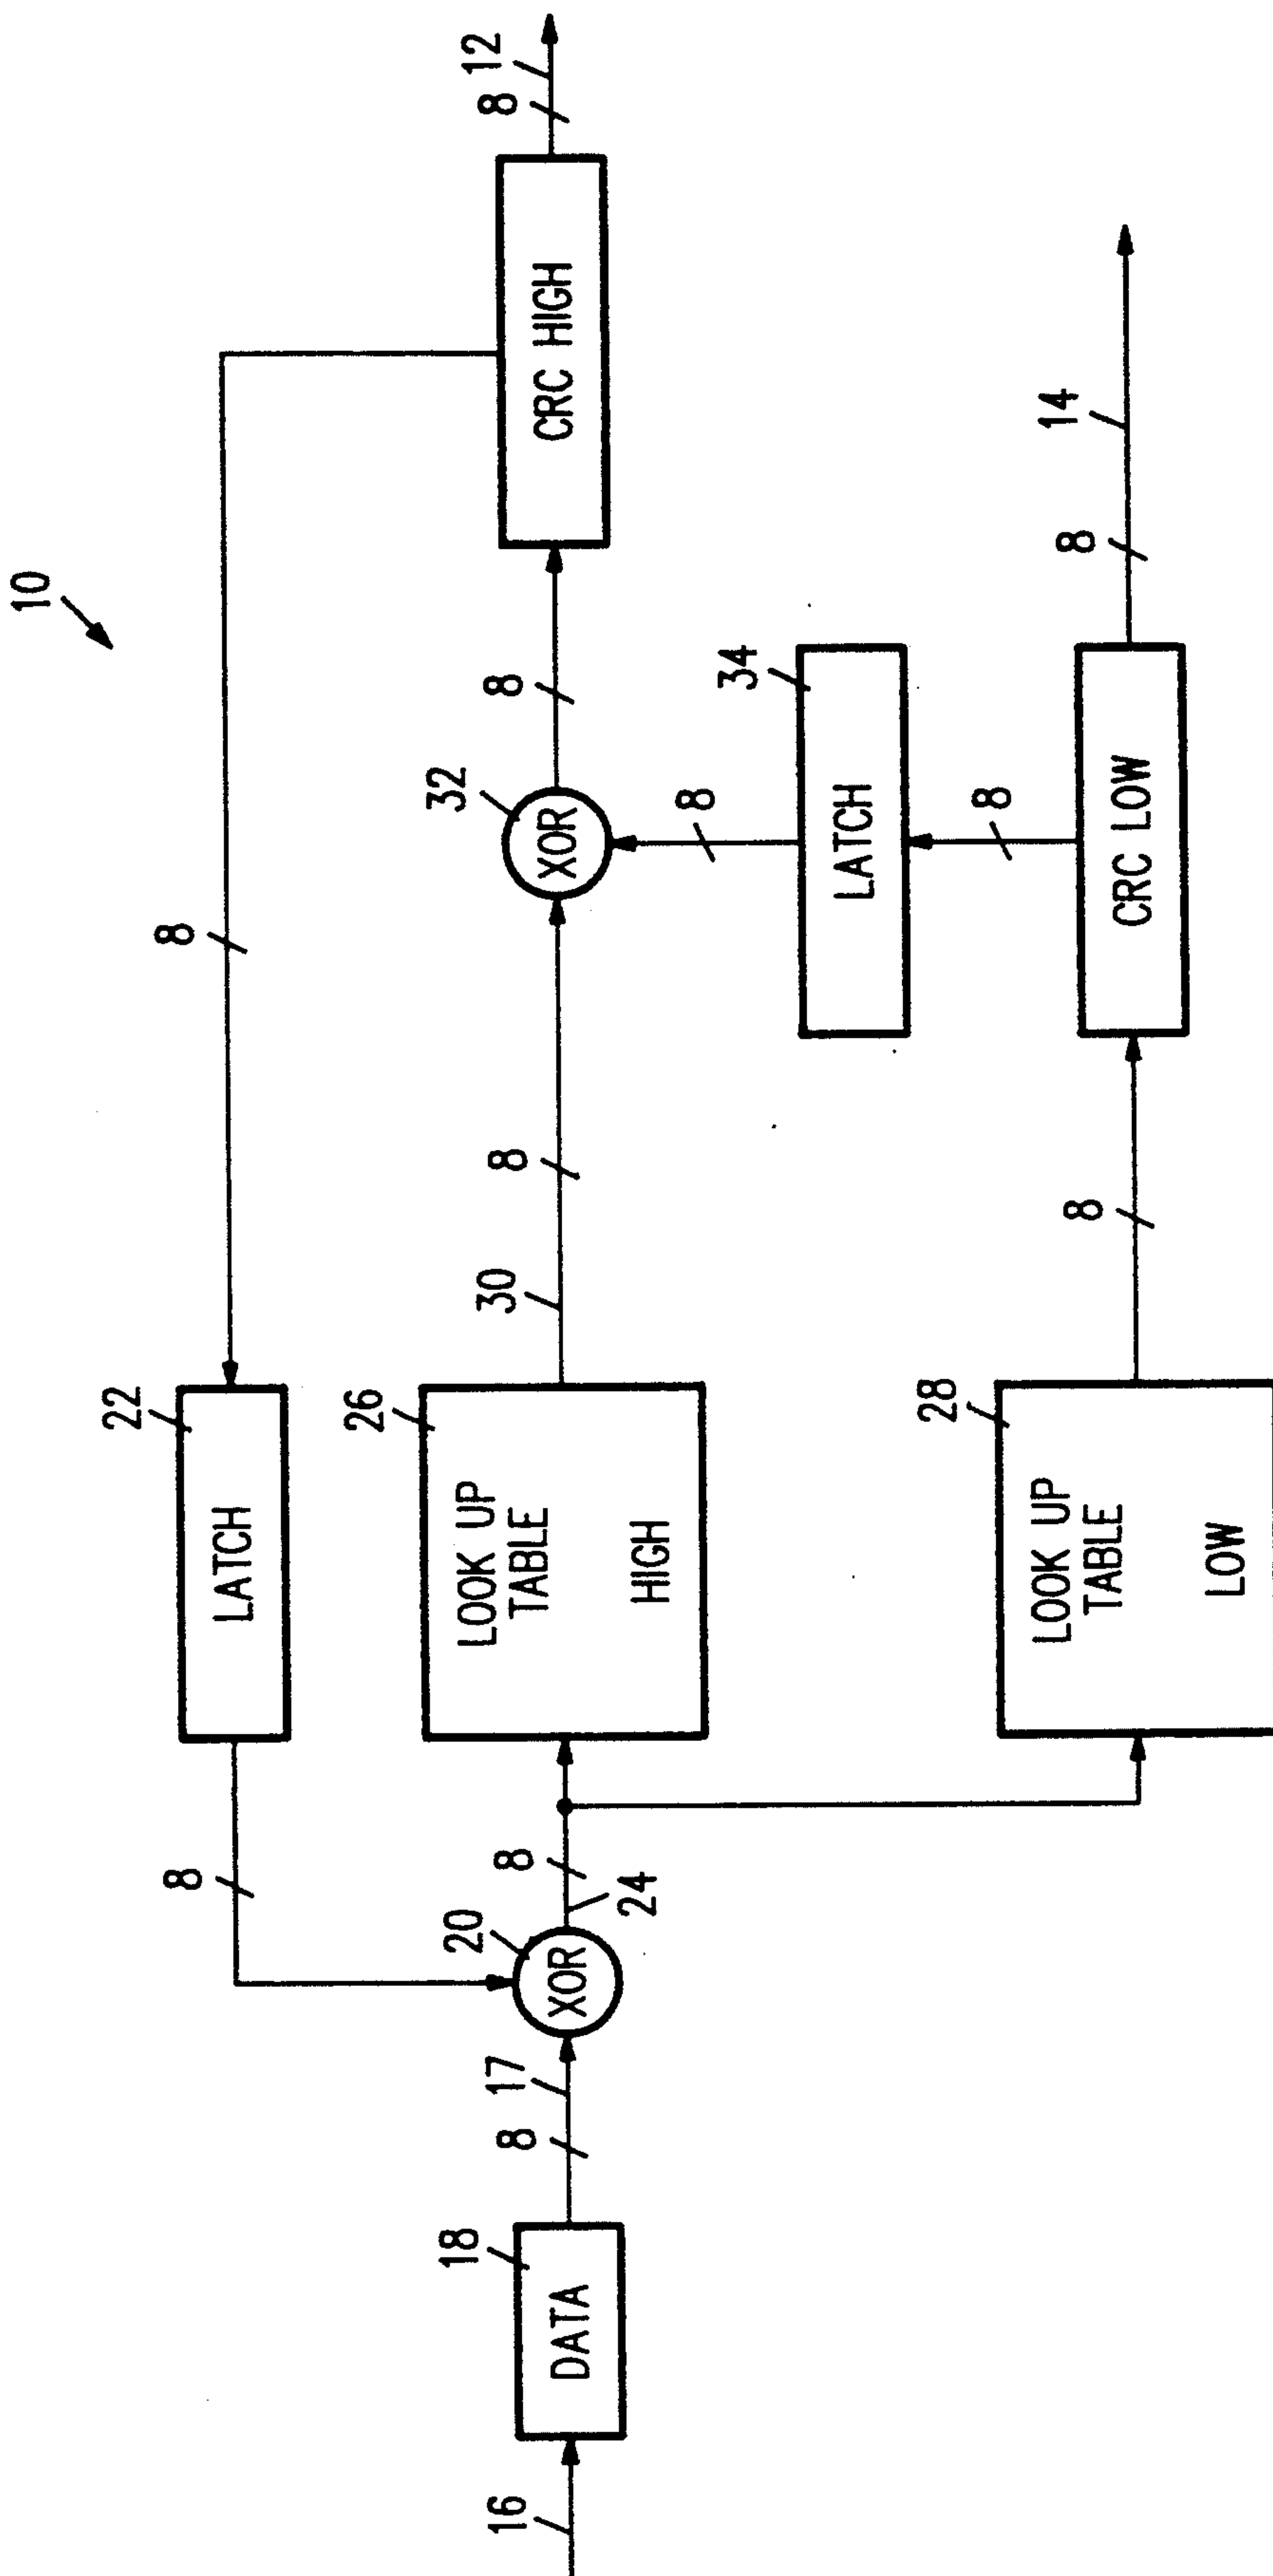 10
8
22
LATCH
8
16
18
DATA
8
17
20
XOR
8
24
26
LOOK UP
TABLE
HIGH
30
8
32
XOR
8
CRC HIGH
8
12
8
34
LATCH
8
28
LOOK UP
TABLE
LOW
8
CRC LOW
8
14